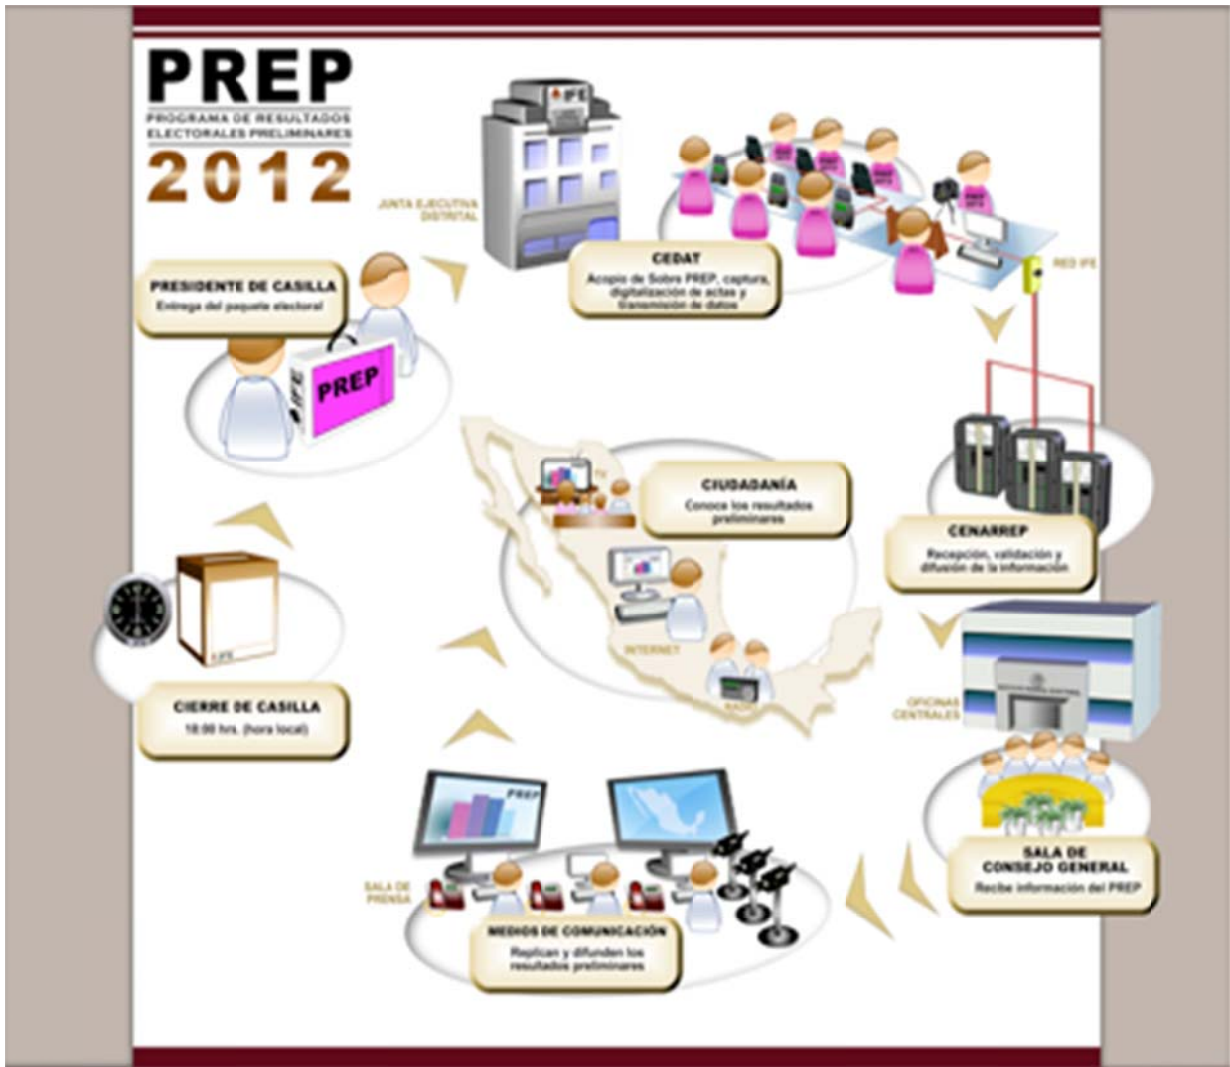 PREP
PROGRAMA DE RESULTADOS
ELECTORALES PRELIMINARES
2012
IFE
JUNTA EJECUTIVA
DISTRITAL
CEDAT
Acopio de Sobre PREP, captura,
digitalización de actas y
transmisión de datos
RED IFE
PRESIDENTE DE CASILLA
Entrega del paquete electoral
IFE
PREP
CIUDADANÍA
Conoce los resultados
preliminares
TV
INTERNET
RADIO
CENARREP
Recepción, validación y
difusión de la información
CIERRE DE CASILLA
18:00 hrs. (hora local)
IFE
OFICINAS
CENTRALES
SALA DE
CONSEJO GENERAL
Recibe información del PREP
PREP
SALA DE
PRENSA
MEDIOS DE COMUNICACIÓN
Replican y difunden los
resultados preliminares